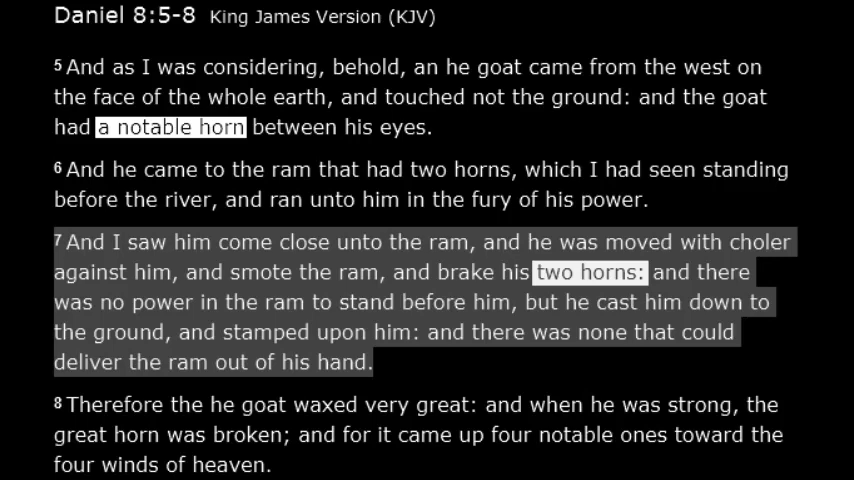 Daniel 8:5-8 King James Version (KJV)
5 And as I was considering, behold, an he goat came from the west on
the face of the whole earth, and touched not the ground: and the goat
had a notable horn between his eyes.
6 And he came to the ram that had two horns, which I had seen standing
before the river, and ran unto him in the fury of his power.
7 And I saw him come close unto the ram, and he was moved with choler
against him, and smote the ram, and brake his two horns: and there
was no power in the ram to stand before him, but he cast him down to
the ground, and stamped upon him: and there was none that could
deliver the ram out of his hand.
8 Therefore the he goat waxed very great: and when he was strong, the
great horn was broken; and for it came up four notable ones toward the
four winds of heaven.